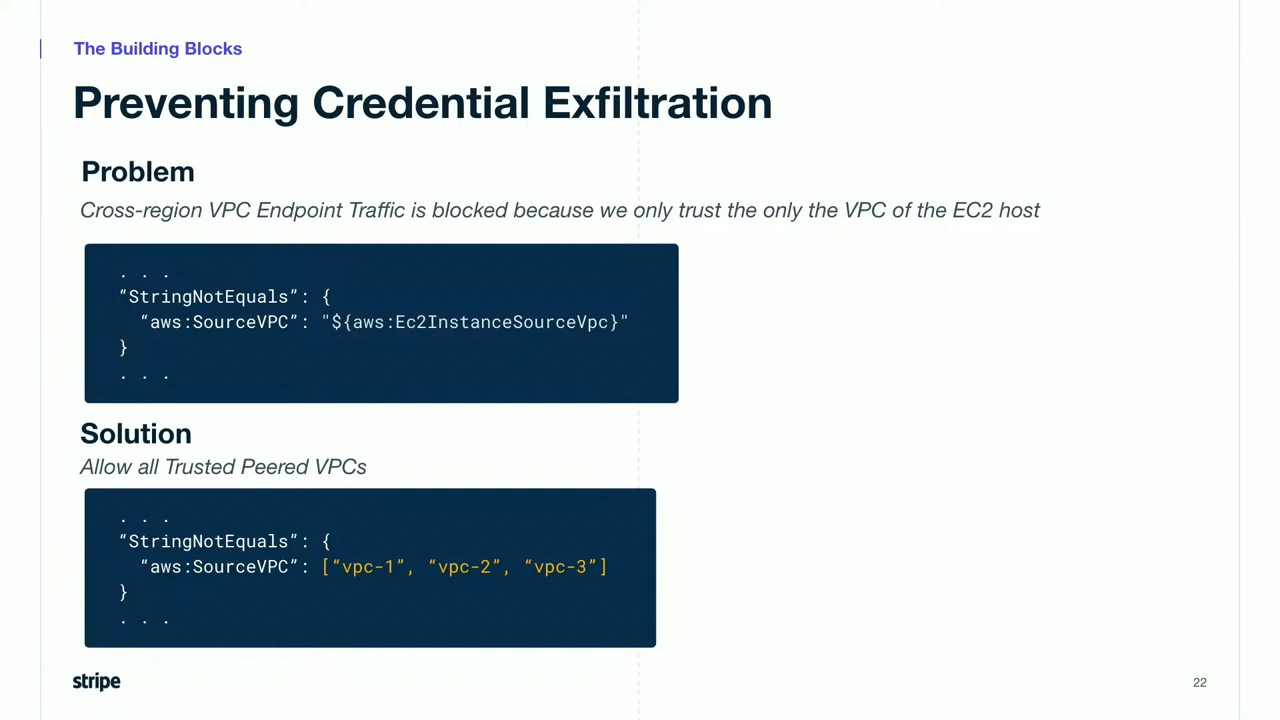 The Building Blocks
Preventing Credential Exfiltration
Problem
Cross-region VPC Endpoint Traffic is blocked because we only trust the only the VPC of the EC2 host
. . .
“StringNotEquals”: {
“aws:SourceVPC”: "${aws:Ec2InstanceSourceVpc}"
}
. . .
Solution
Allow all Trusted Peered VPCs
. . .
“StringNotEquals”: {
“aws:SourceVPC”: [“vpc-1”, “vpc-2”, “vpc-3”]
}
. . .
stripe
22